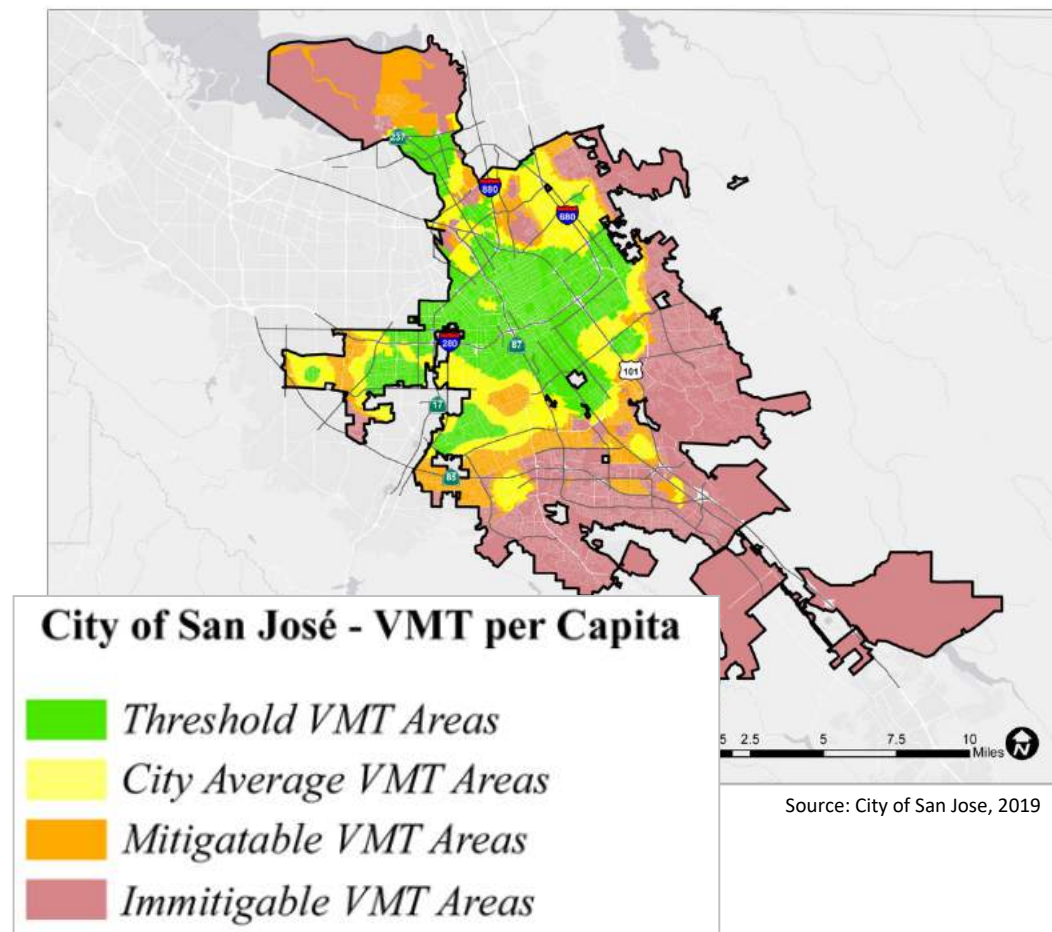 237
880
680
280
87
101
17
85
5 2.5 5 7.5 10
Miles
N
Source: City of San Jose, 2019
City of San José - VMT per Capita
Threshold VMT Areas
City Average VMT Areas
Mitigatable VMT Areas
Immitigable VMT Areas